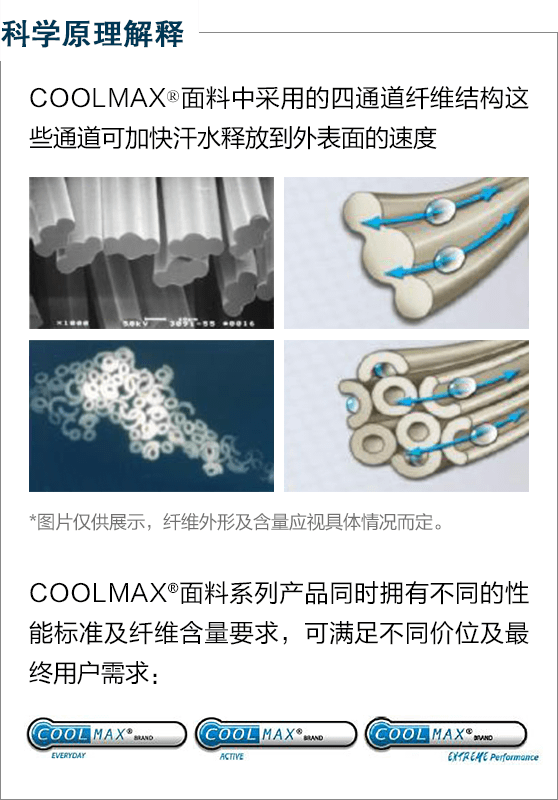 科学原理解释
COOLMAX®面料中采用的四通道纤维结构这
些通道可加快汗水释放到外表面的速度
×1000 5.0kV 3091-55 #0016
*图片仅供展示，纤维外形及含量应视具体情况而定。
COOLMAX®面料系列产品同时拥有不同的性
能标准及纤维含量要求，可满足不同价位及最
终用户需求：
COOLMAX® BRAND COOLMAX® BRAND COOLMAX® BRAND
EVERYDAY ACTIVE EXTREME Performance